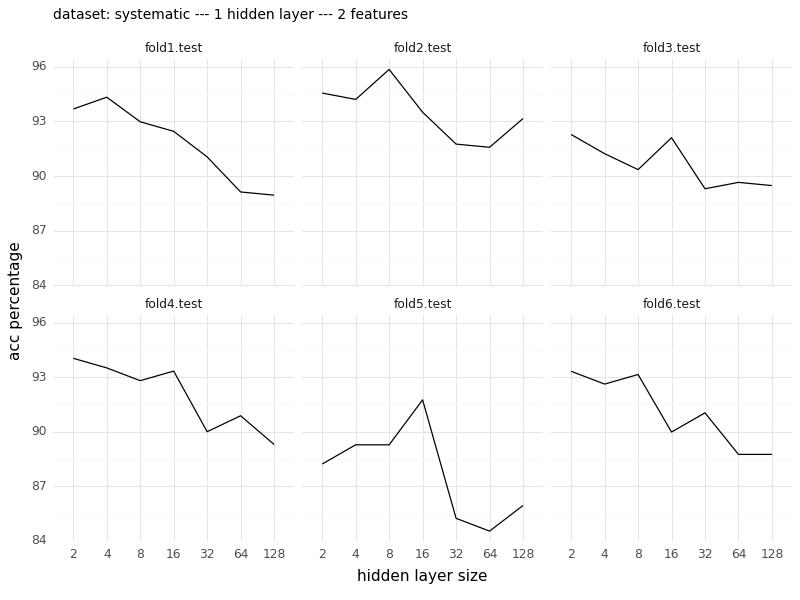 dataset: systematic --- 1 hidden layer --- 2 features
fold1.test fold2.test fold3.test
96
93
90
87
84
fold4.test fold5.test fold6.test
96
93
90
87
84
acc percentage
2 4 8 16 32 64 128 2 4 8 16 32 64 128 2 4 8 16 32 64 128
hidden layer size